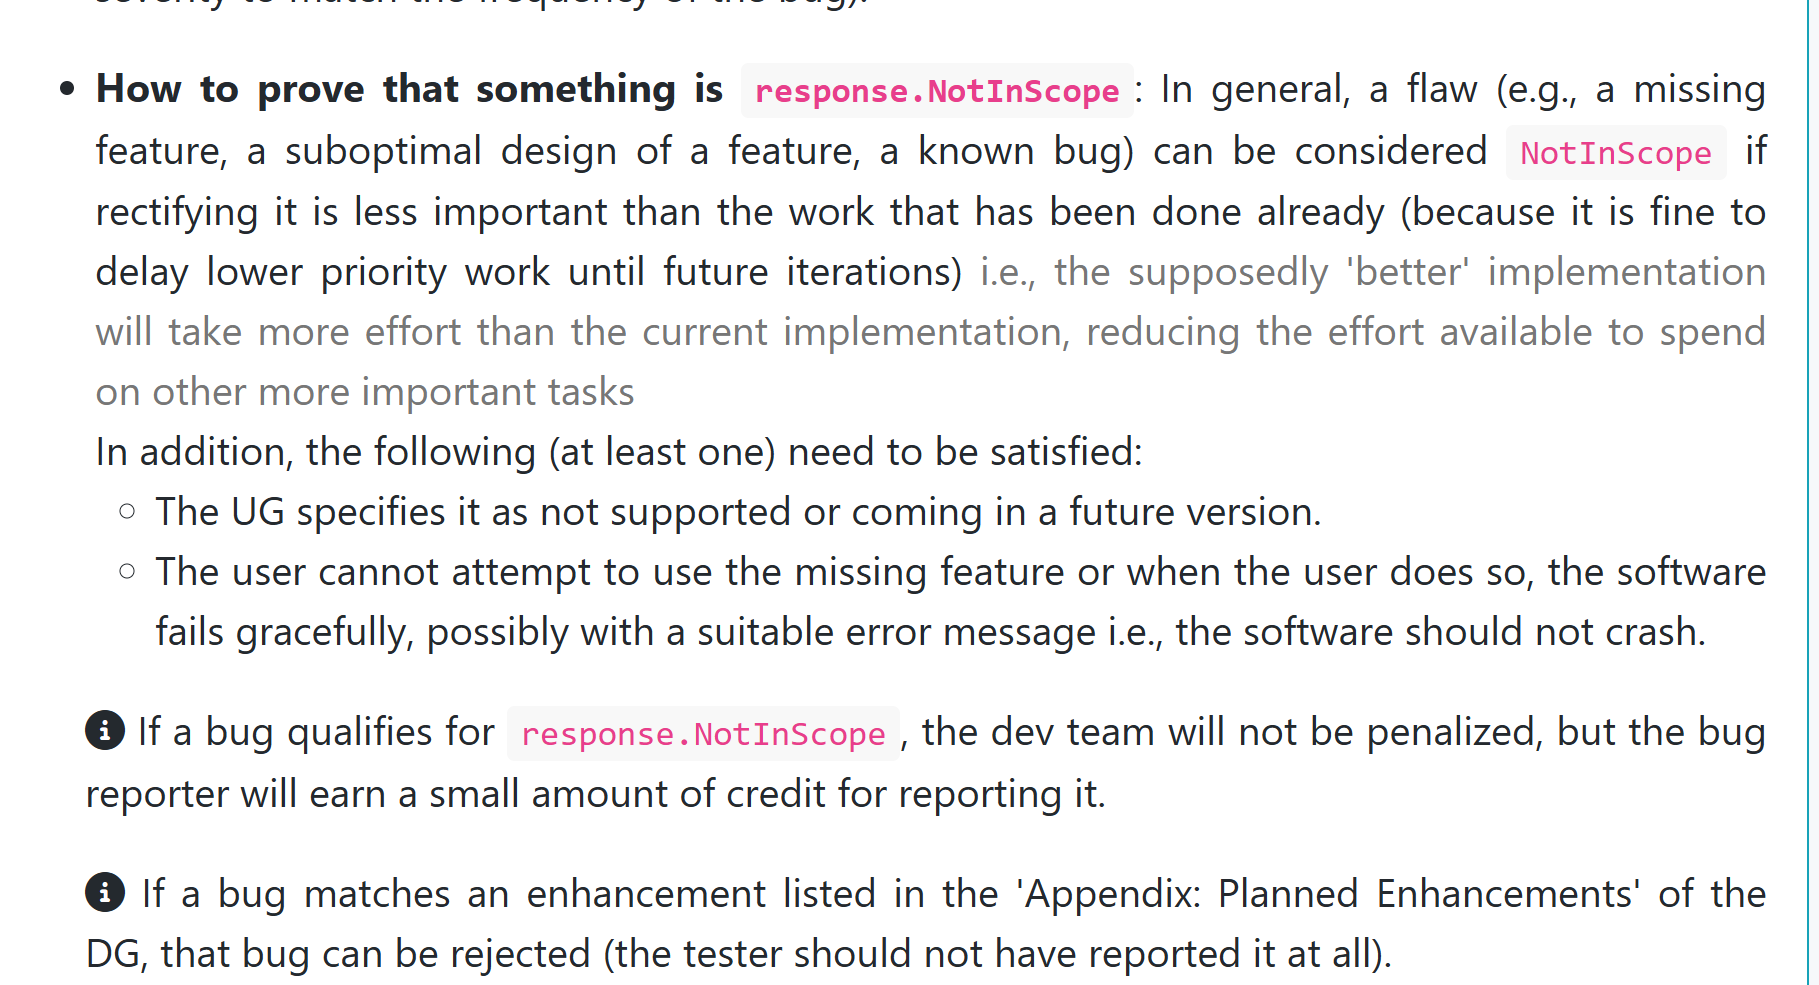 severity to match the frequency of the bug).
How to prove that something is response.NotInScope: In general, a flaw (e.g., a missing
feature, a suboptimal design of a feature, a known bug) can be considered NotInScope if
rectifying it is less important than the work that has been done already (because it is fine to
delay lower priority work until future iterations) i.e., the supposedly 'better' implementation
will take more effort than the current implementation, reducing the effort available to spend
on other more important tasks
In addition, the following (at least one) need to be satisfied:
The UG specifies it as not supported or coming in a future version.
The user cannot attempt to use the missing feature or when the user does so, the software
fails gracefully, possibly with a suitable error message i.e., the software should not crash.
If a bug qualifies for response.NotInScope, the dev team will not be penalized, but the bug
reporter will earn a small amount of credit for reporting it.
If a bug matches an enhancement listed in the 'Appendix: Planned Enhancements' of the
DG, that bug can be rejected (the tester should not have reported it at all).